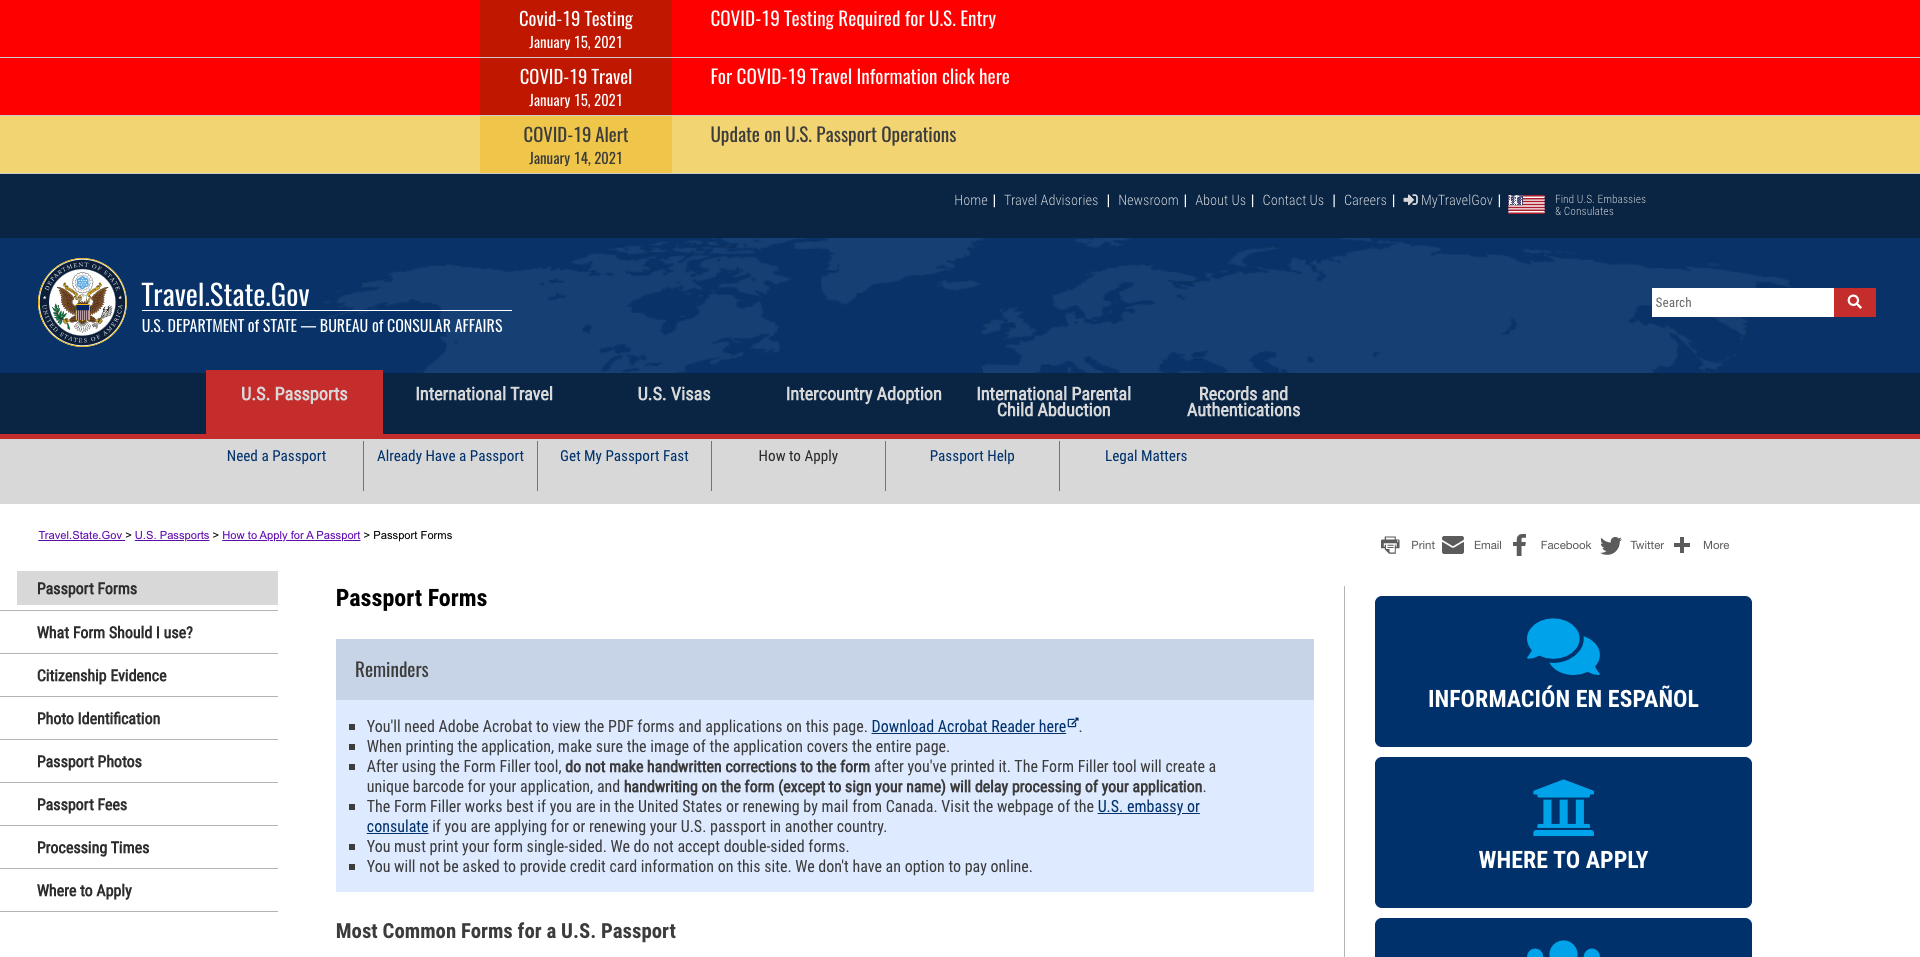 Covid-19 Testing
January 15, 2021
COVID-19 Testing Required for U.S. Entry
COVID-19 Travel
January 15, 2021
For COVID-19 Travel Information click here
COVID-19 Alert
January 14, 2021
Update on U.S. Passport Operations
Home | Travel Advisories | Newsroom | About Us | Contact Us | Careers | MyTravelGov |
Find U.S. Embassies
& Consulates
Travel.State.Gov
U.S. DEPARTMENT of STATE — BUREAU of CONSULAR AFFAIRS
DEPARTMENT OF STATE
UNITED STATES OF AMERICA
Search
U.S. Passports
International Travel
U.S. Visas
Intercountry Adoption
International Parental
Child Abduction
Records and
Authentications
Need a Passport
Already Have a Passport
Get My Passport Fast
How to Apply
Passport Help
Legal Matters
Travel.State.Gov > U.S. Passports > How to Apply for A Passport > Passport Forms
Print
Email
Facebook
Twitter
More
Passport Forms
What Form Should I use?
Citizenship Evidence
Photo Identification
Passport Photos
Passport Fees
Processing Times
Where to Apply
Passport Forms
Reminders
You'll need Adobe Acrobat to view the PDF forms and applications on this page. Download Acrobat Reader here.
When printing the application, make sure the image of the application covers the entire page.
After using the Form Filler tool, do not make handwritten corrections to the form after you've printed it. The Form Filler tool will create a
unique barcode for your application, and handwriting on the form (except to sign your name) will delay processing of your application.
The Form Filler works best if you are in the United States or renewing by mail from Canada. Visit the webpage of the U.S. embassy or
consulate if you are applying for or renewing your U.S. passport in another country.
You must print your form single-sided. We do not accept double-sided forms.
You will not be asked to provide credit card information on this site. We don't have an option to pay online.
Most Common Forms for a U.S. Passport
INFORMACIÓN EN ESPAÑOL
WHERE TO APPLY